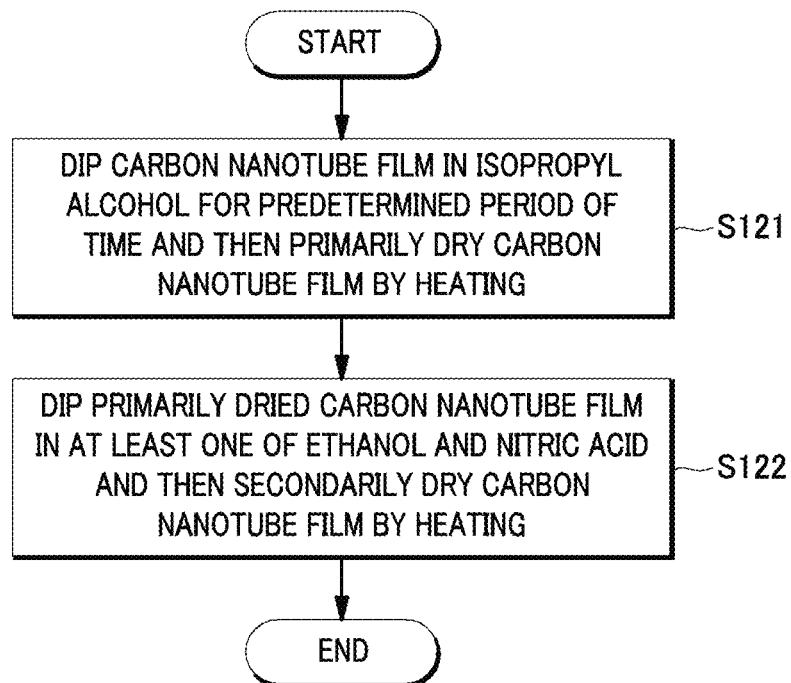 START
DIP CARBON NANOTUBE FILM IN ISOPROPYL
ALCOHOL FOR PREDETERMINED PERIOD OF
TIME AND THEN PRIMARILY DRY CARBON
NANOTUBE FILM BY HEATING
S121
DIP PRIMARILY DRIED CARBON NANOTUBE FILM
IN AT LEAST ONE OF ETHANOL AND NITRIC ACID
AND THEN SECONDARILY DRY CARBON
NANOTUBE FILM BY HEATING
S122
END